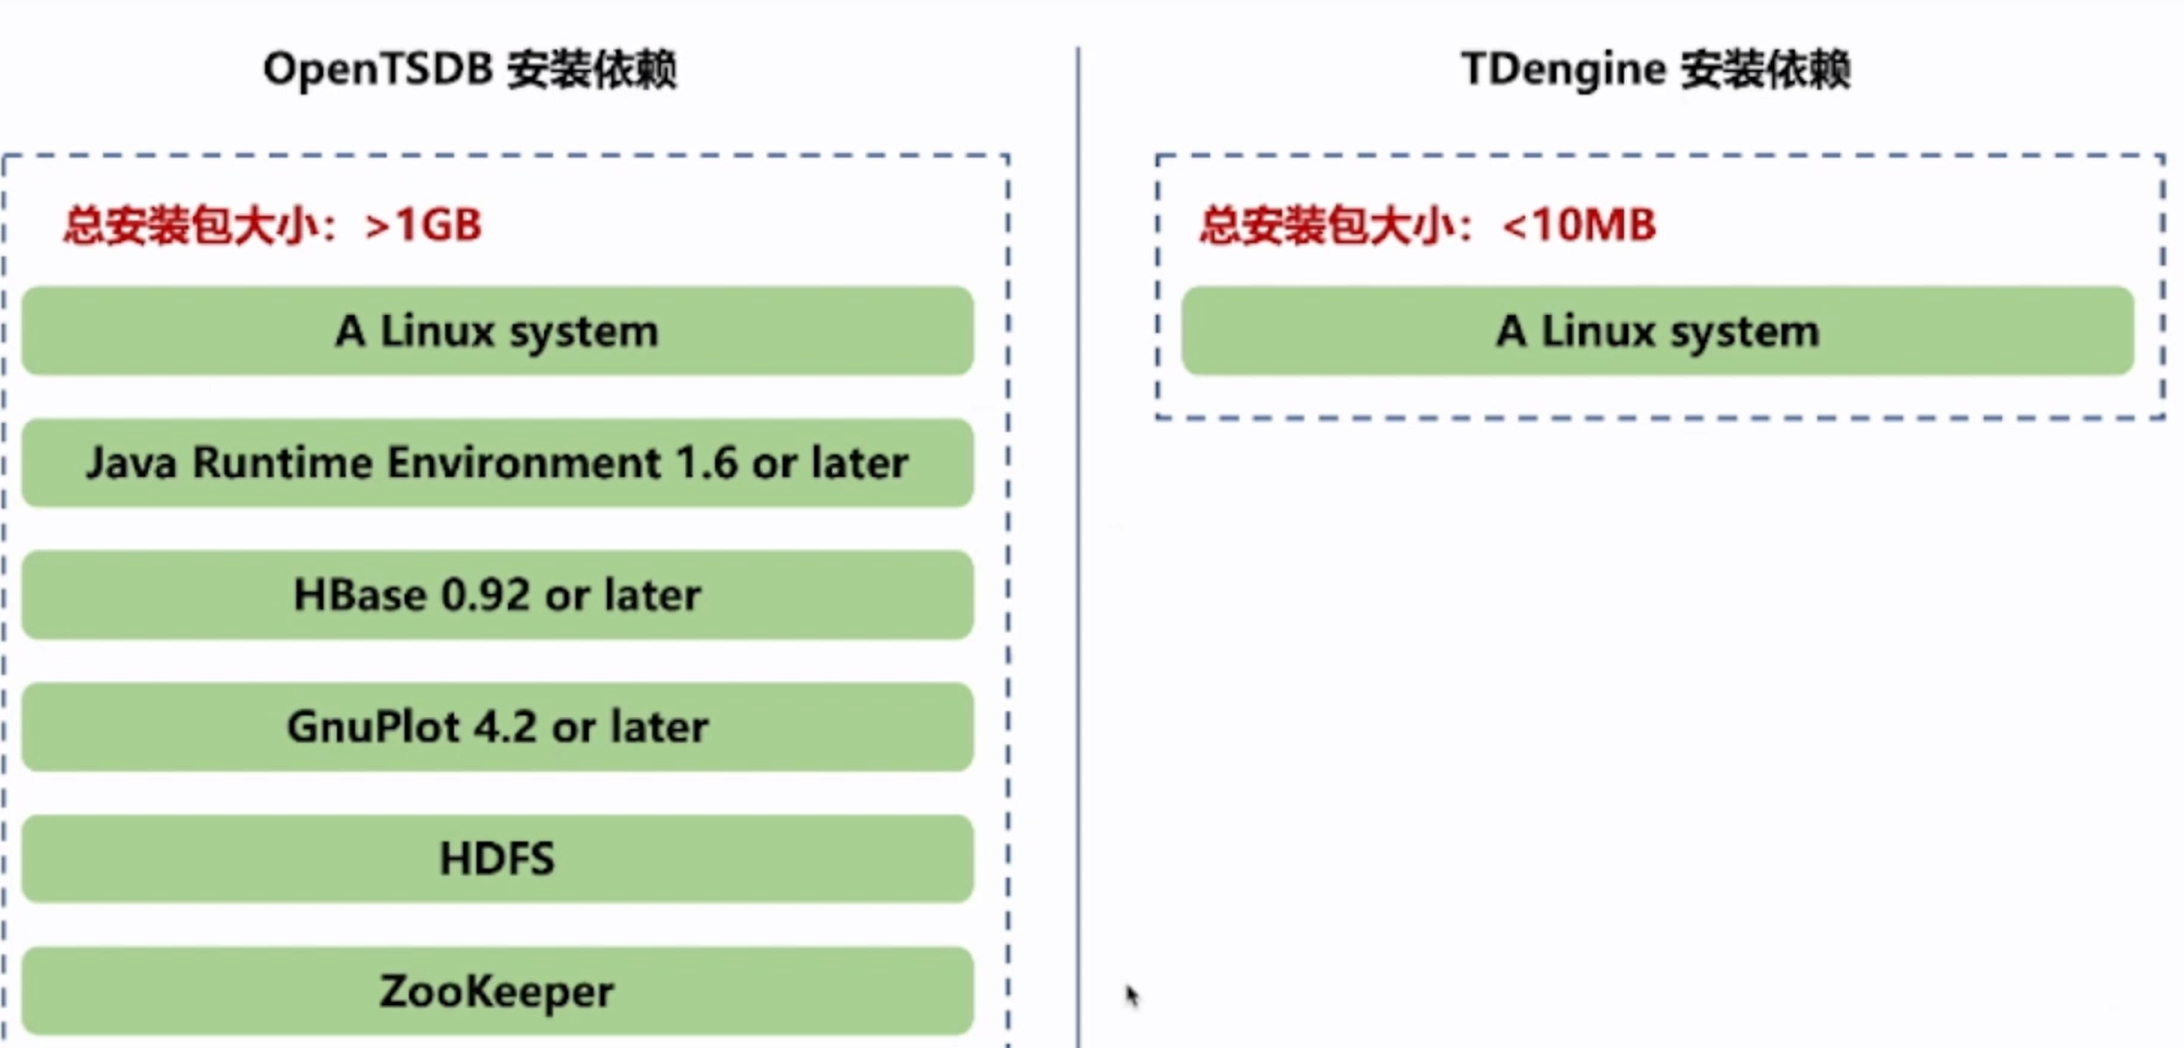 OpenTSDB 安装依赖
总安装包大小：>1GB
A Linux system
Java Runtime Environment 1.6 or later
HBase 0.92 or later
GnuPlot 4.2 or later
HDFS
ZooKeeper
TDengine 安装依赖
总安装包大小：<10MB
A Linux system